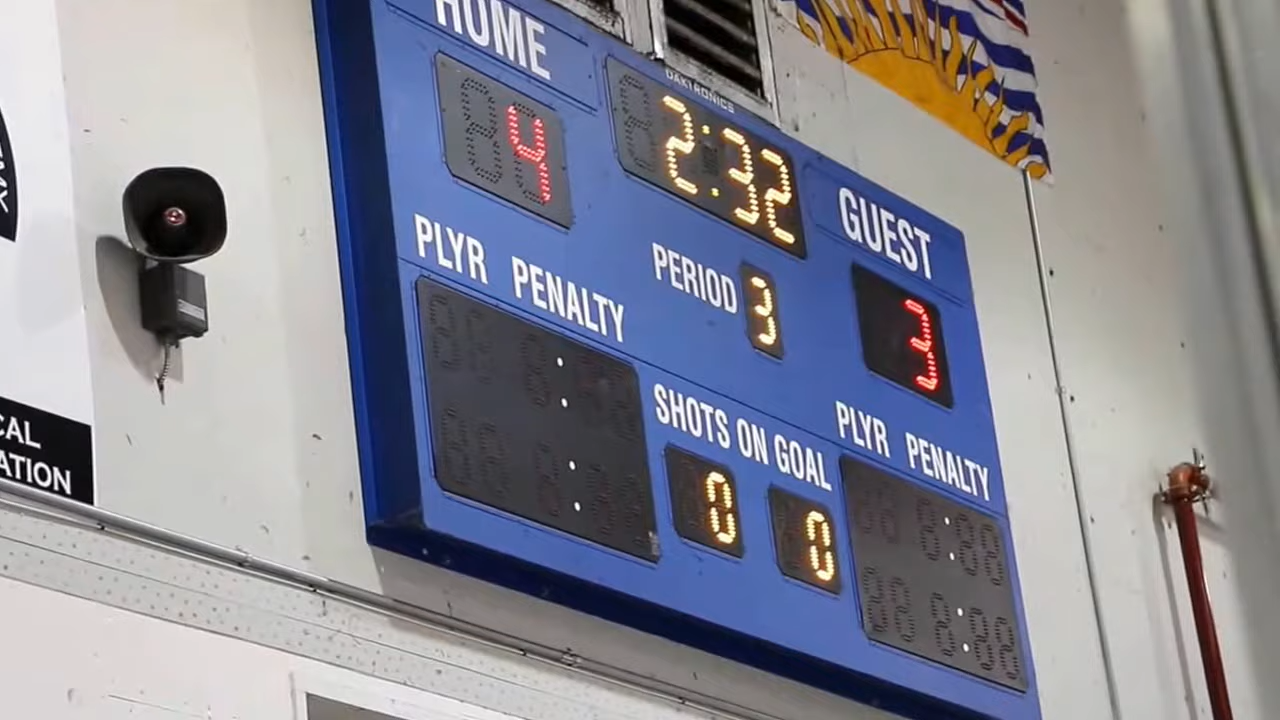 HOME
DAKTRONICS
4
2:32
GUEST
PERIOD 3
3
PLYR PENALTY
SHOTS ON GOAL
0 0
PLYR PENALTY
CAL
ATION